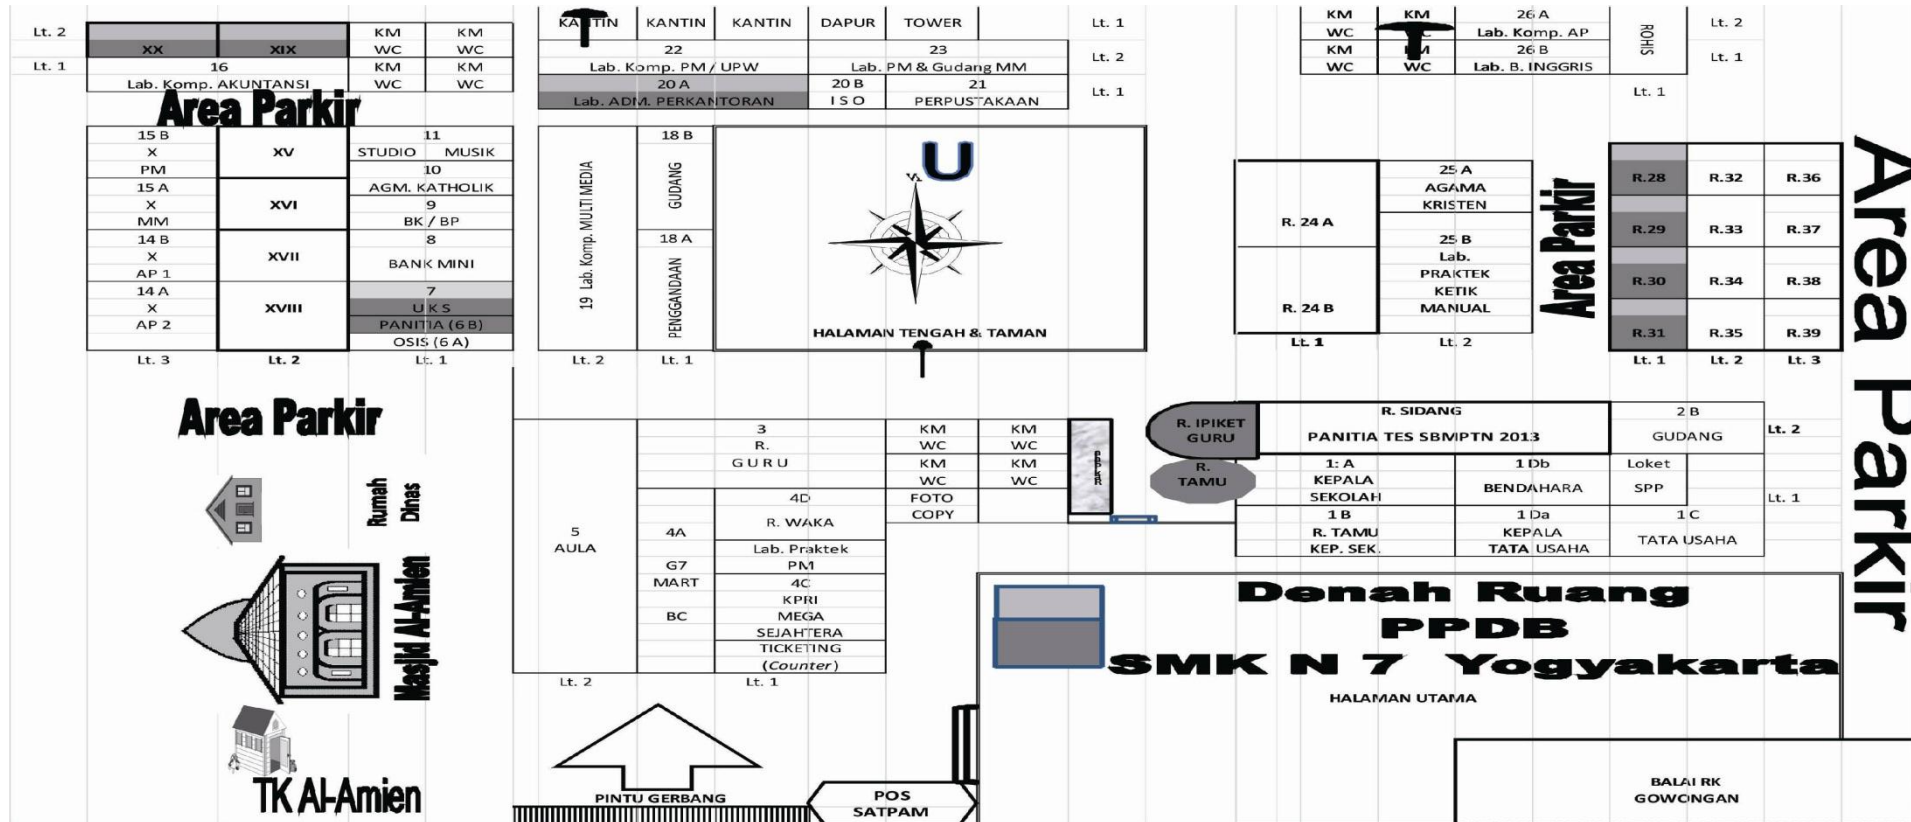 Lt. 2
XX
XIX
KM
KM
WC
WC
Lt. 1
16
KM
KM
Lab. Komp. AKUNTANSI
WC
WC
Area Parkir
KANTIN
KANTIN
KANTIN
DAPUR
TOWER
Lt. 1
22
23
Lt. 2
Lab. Komp. PM / UPW
Lab. PM & Gudang MM
20 A
20 B
21
Lt. 1
Lab. ADM. PERKANTORAN
I S O
PERPUSTAKAAN
KM
KM
26 A
Lt. 2
WC
WC
Lab. Komp. AP
ROHIS
KM
KM
26 B
Lt. 1
WC
WC
Lab. B. INGGRIS
Lt. 1
15 B
X
PM
15 A
X
MM
14 B
X
AP 1
14 A
X
AP 2
XV
XVI
XVII
XVIII
11
STUDIO MUSIK
10
AGM. KATHOLIK
9
BK / BP
8
BANK MINI
7
U K S
PANITIA (6 B)
OSIS (6 A)
Lt. 3
Lt. 2
Lt. 1
19 Lab. Komp. MULTI MEDIA
18 B
GUDANG
18 A
PENGGANDAAN
Lt. 2
Lt. 1
U
HALAMAN TENGAH & TAMAN
R. 24 A
R. 24 B
25 A
AGAMA
KRISTEN
25 B
Lab.
PRAKTEK
KETIK
MANUAL
Lt. 1
Lt. 2
Area Parkir
R.28
R.32
R.36
R.29
R.33
R.37
R.30
R.34
R.38
R.31
R.35
R.39
Lt. 1
Lt. 2
Lt. 3
Area Parkir
Area Parkir
Rumah
Dinas
Masjid Al-Amien
TK Al-Amien
5
AULA
3
R.
G U R U
KM
KM
WC
WC
KM
KM
WC
WC
4D
R. WAKA
FOTO
COPY
4A
G7
MART
BC
Lab. Praktek
PM
4C
KPRI
MEGA
SEJAHTERA
TICKETING
(Counter)
Lt. 2
Lt. 1
R. IPIKET
GURU
R.
TAMU
R. SIDANG
PANITIA TES SBMPTN 2013
2 B
GUDANG
Lt. 2
1: A
KEPALA
SEKOLAH
1 Db
BENDAHARA
Loket
SPP
Lt. 1
1 B
R. TAMU
KEP. SEK.
1 Da
KEPALA
TATA USAHA
1 C
TATA USAHA
Denah Ruang
PPDB
SMK N 7 Yogyakarta
HALAMAN UTAMA
PINTU GERBANG
POS
SATPAM
BALAI RK
GOWONGAN